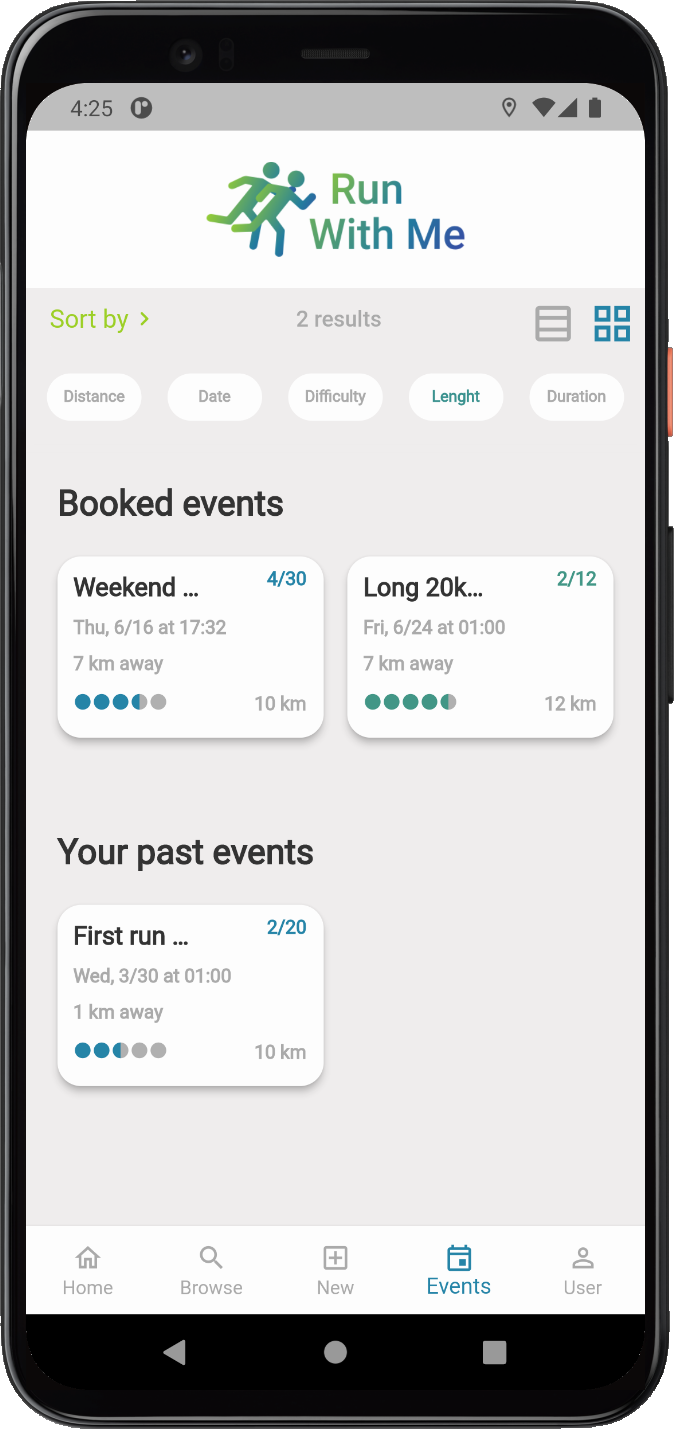 4:25
Run
With Me
Sort by >
2 results
Distance
Date
Difficulty
Lenght
Duration
Booked events
Weekend ...
4/30
Thu, 6/16 at 17:32
7 km away
10 km
Long 20k...
2/12
Fri, 6/24 at 01:00
7 km away
12 km
Your past events
First run ...
2/20
Wed, 3/30 at 01:00
1 km away
10 km
Home
Browse
New
Events
User